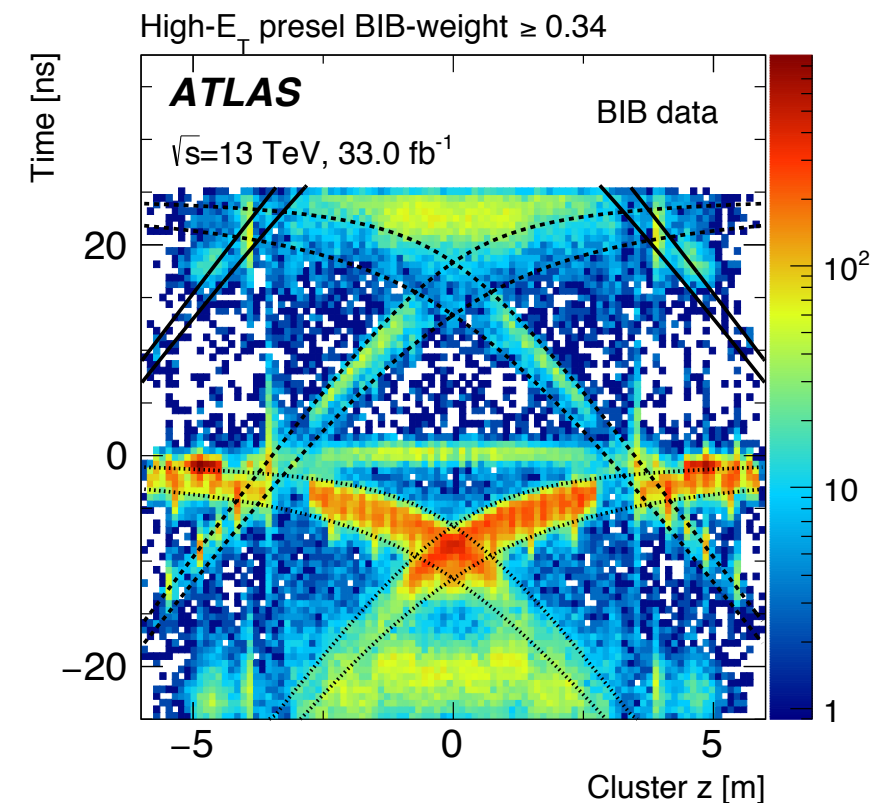 High-E_T presel BIB-weight ≥ 0.34
Time [ns]
ATLAS
BIB data
√s=13 TeV, 33.0 fb⁻¹
20
0
−20
10²
10
1
−5 0 5
Cluster z [m]